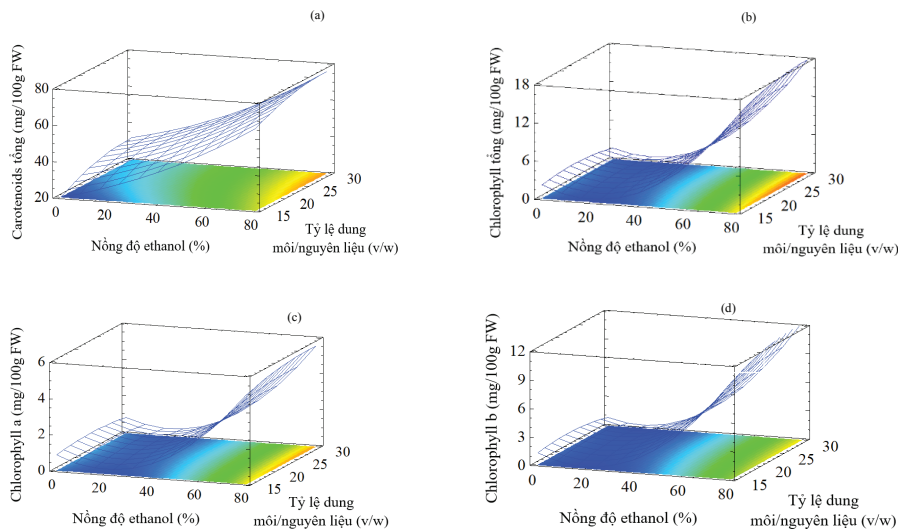 (a)
Carotenoids tổng (mg/100g FW)
80
60
40
20
0
20
40
60
80
15
20
25
30
Nồng độ ethanol (%)
Tỷ lệ dung
môi/nguyên liệu (v/w)
(b)
Chlorophyll tổng (mg/100g FW)
18
12
6
0
0
20
40
60
80
15
20
25
30
Nồng độ ethanol (%)
Tỷ lệ dung
môi/nguyên liệu (v/w)
(c)
Chlorophyll a (mg/100g FW)
6
4
2
0
0
20
40
60
80
15
20
25
30
Nồng độ ethanol (%)
Tỷ lệ dung
môi/nguyên liệu (v/w)
(d)
Chlorophyll b (mg/100g FW)
12
9
6
3
0
0
20
40
60
80
15
20
25
30
Nồng độ ethanol (%)
Tỷ lệ dung
môi/nguyên liệu (v/w)